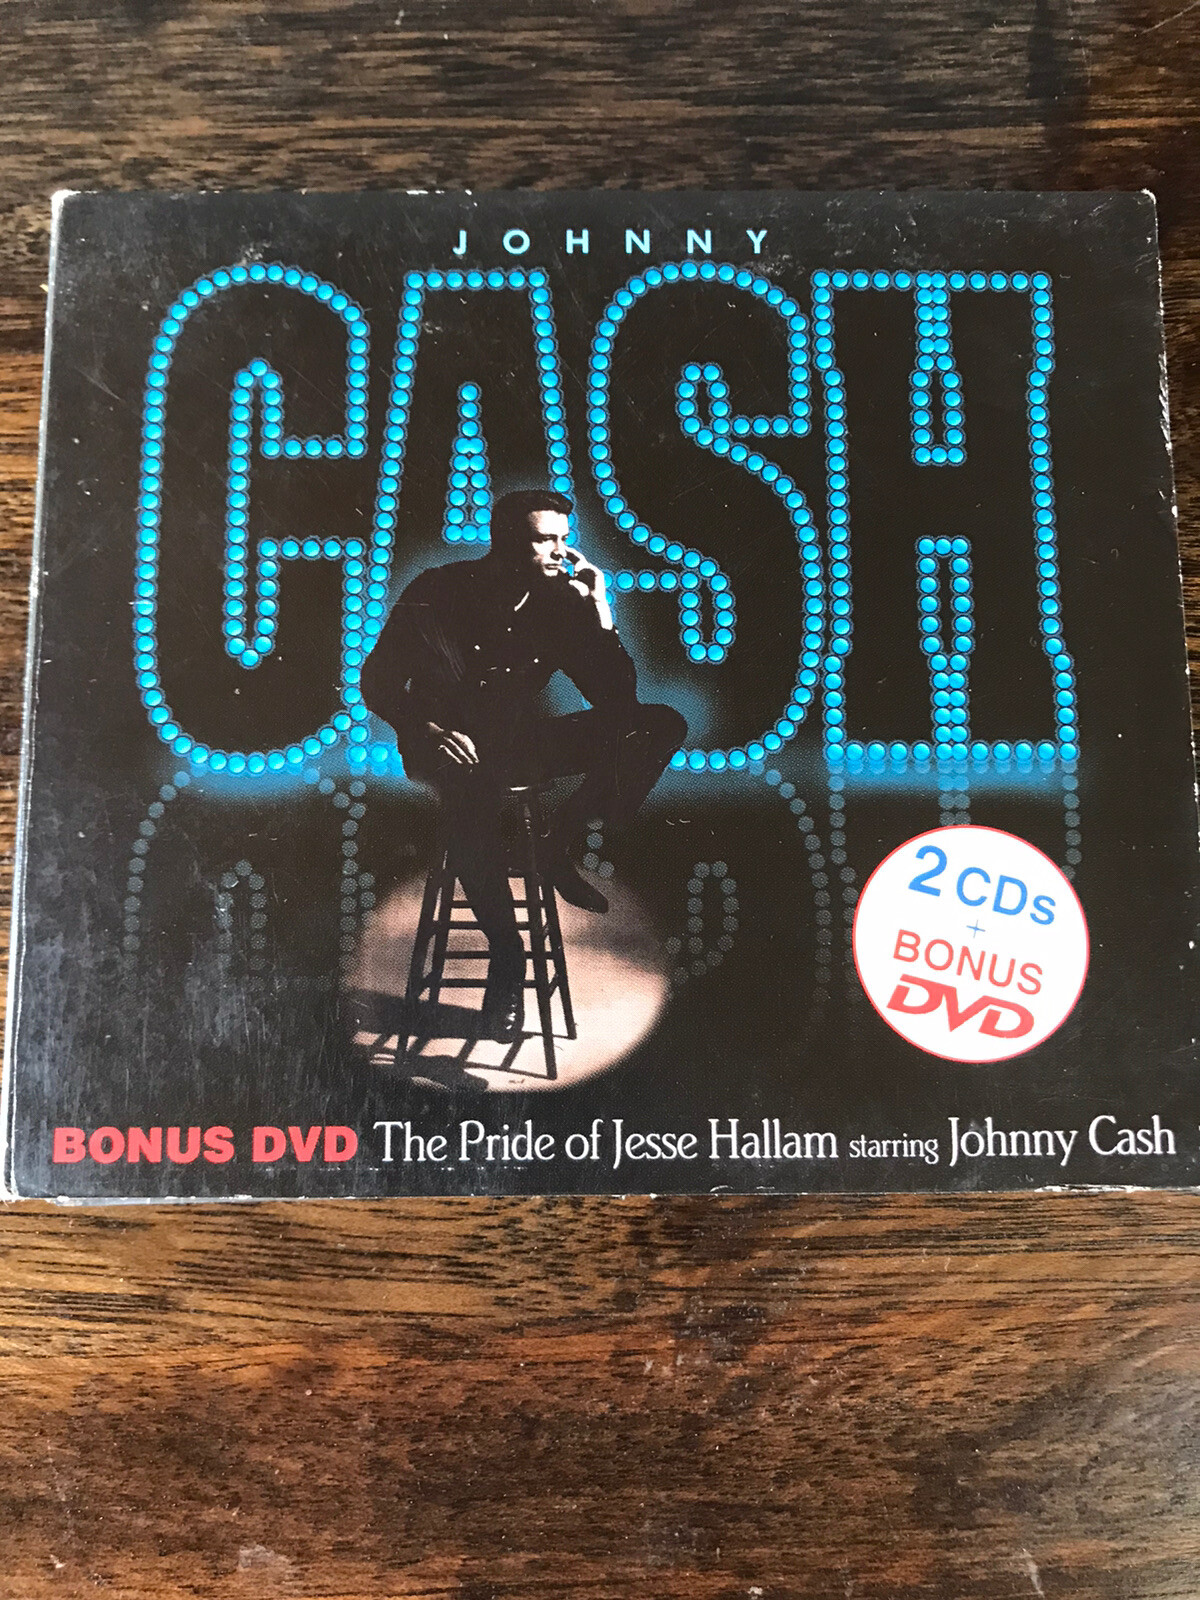 JOHNNY
CASH
2 CDs
+
BONUS
DVD
BONUS DVD The Pride of Jesse Hallam starring Johnny Cash